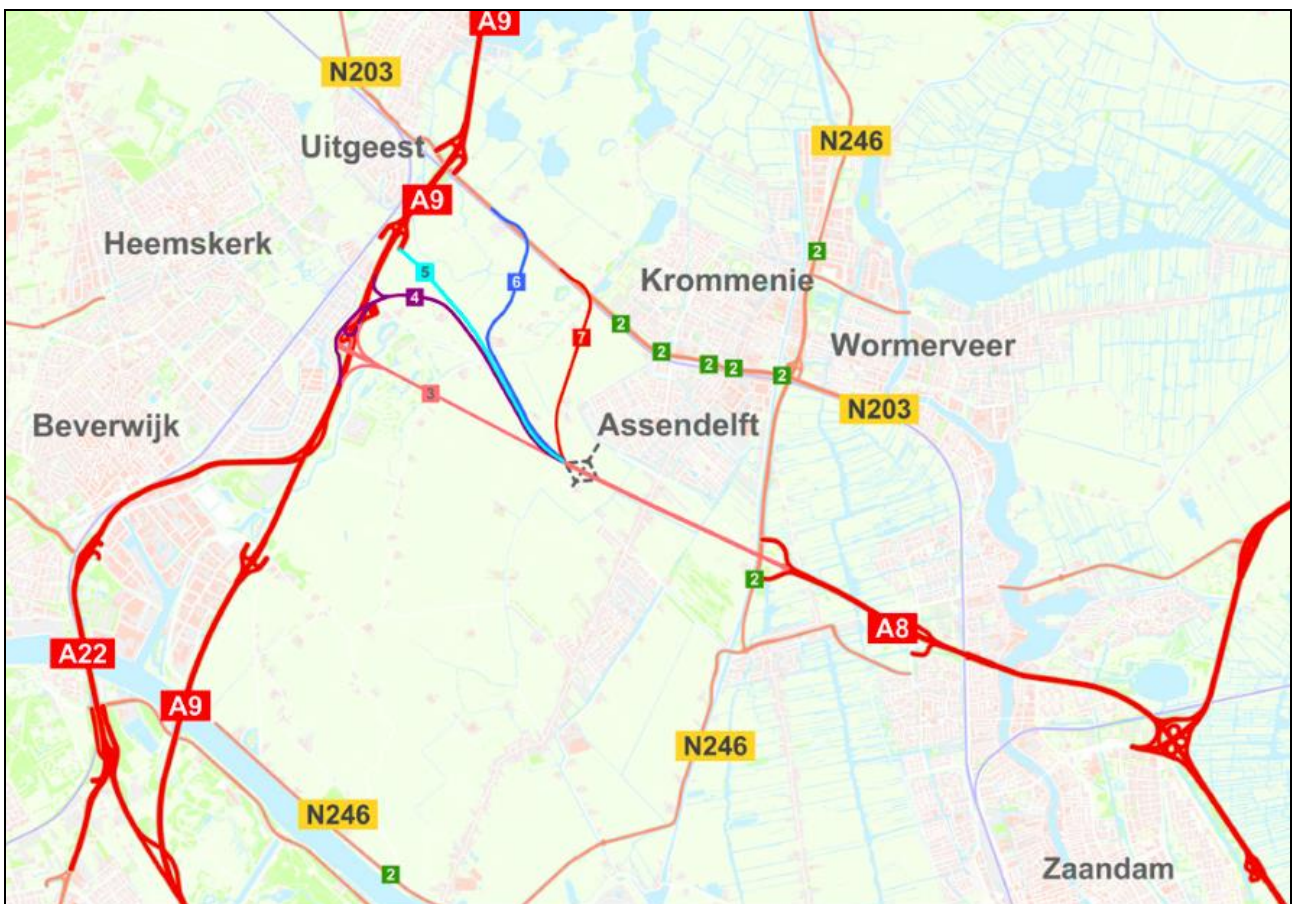 A9
N203
N246
Uitgeest
A9
Heemskerk
2
5
Krommenie
6
4
2
7
Wormerveer
2
2
2
2
3
N203
Beverwijk
Assendelft
2
A8
A22
A9
N246
N246
Zaandam
2